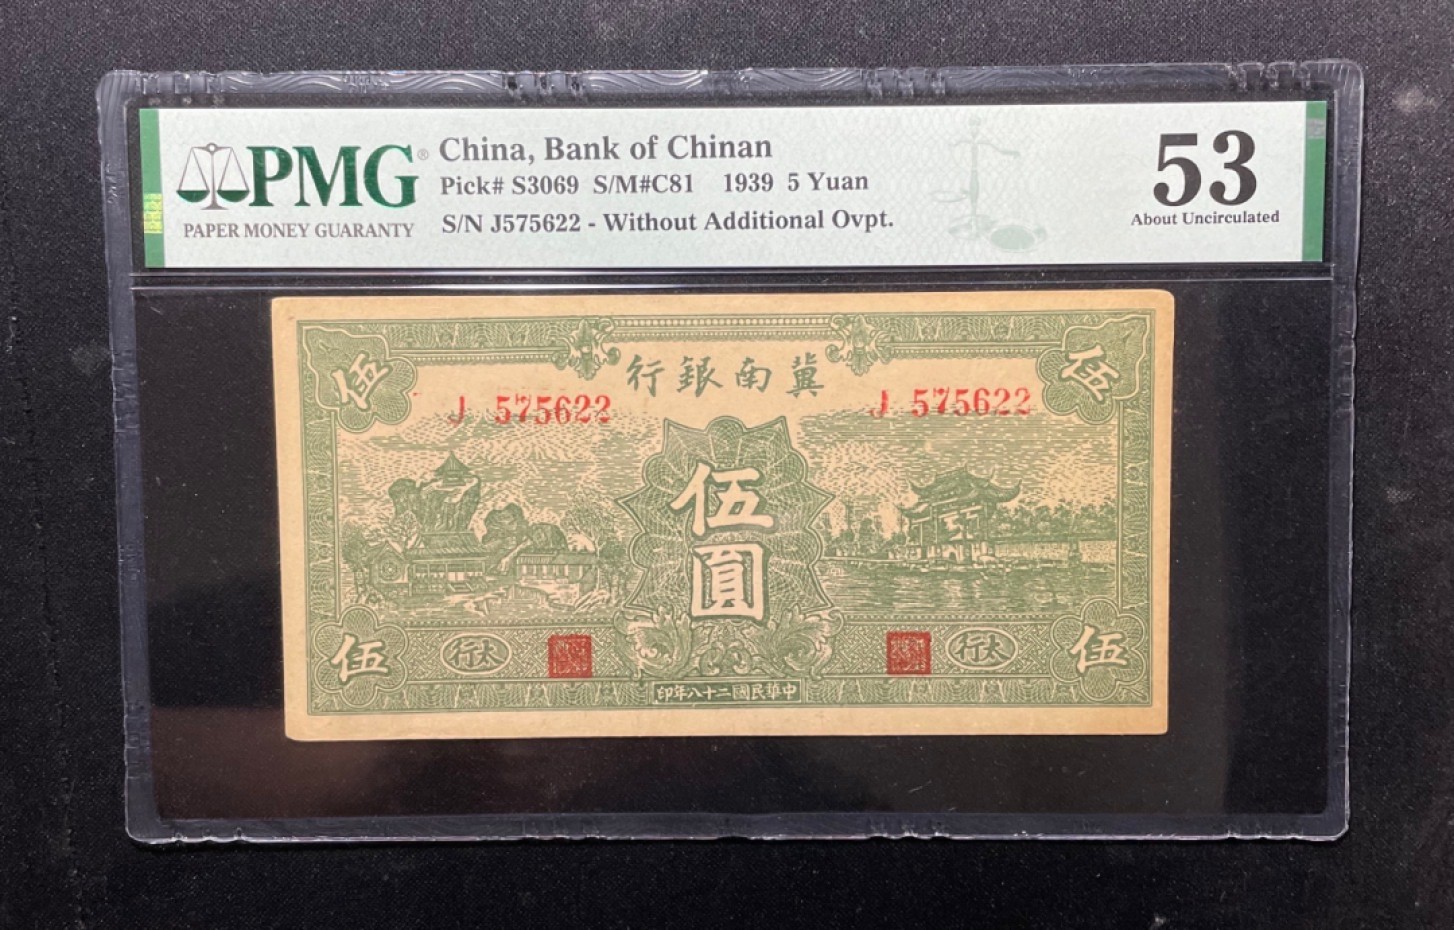 PMG®
PAPER MONEY GUARANTY
China, Bank of Chinan
Pick# S3069 S/M#C81 1939 5 Yuan
S/N J575622 - Without Additional Ovpt.
53
About Uncirculated
行銀南冀
伍
伍
J 575622
J 575622
伍
圓
伍
行太
行太
伍
印年八十二國民華中